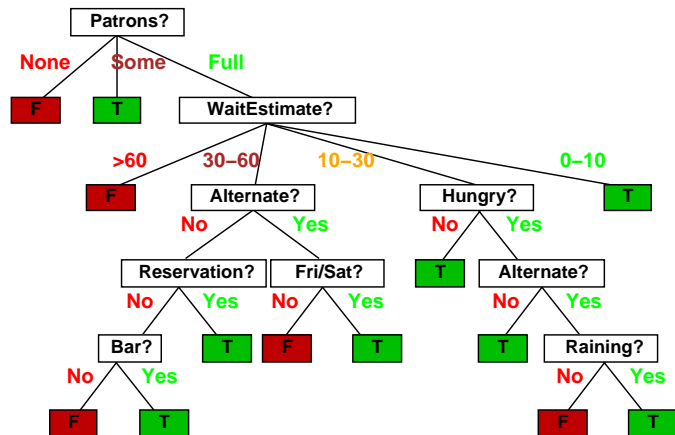 Patrons?
None Some Full
F T WaitEstimate?
>60 30–60 10–30 0–10
F Alternate? Hungry? T
No Yes No Yes
Reservation? Fri/Sat? T Alternate?
No Yes No Yes No Yes
Bar? T F T T Raining?
No Yes No Yes
F T F T